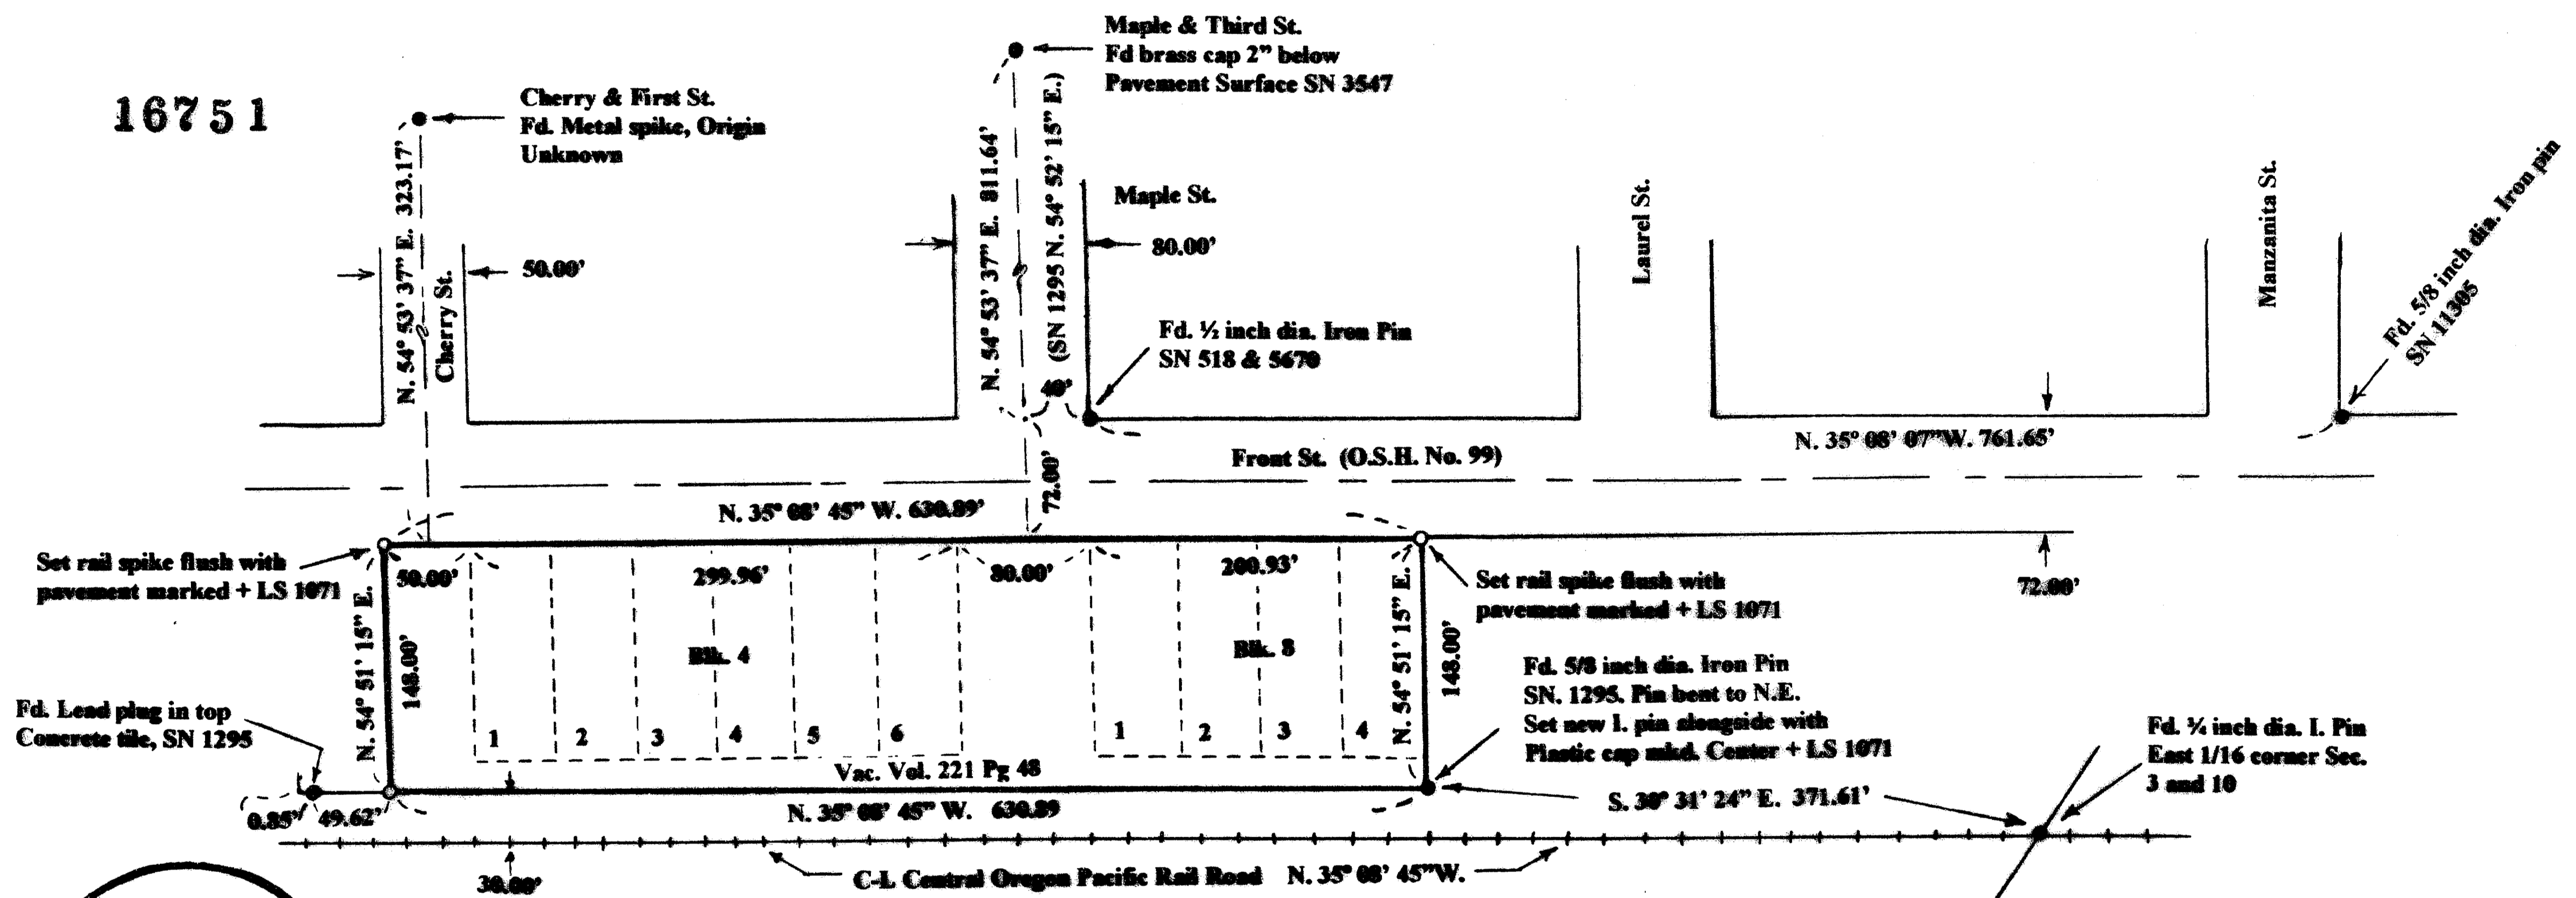 16751
Cherry & First St.
Fd. Metal spike, Origin
Unknown
Maple & Third St.
Fd brass cap 2" below
Pavement Surface SN 3547
N. 54° 53' 37" E. 323.17'
Cherry St.
50.00'
N. 54° 53' 37" E. 811.64'
(SN 1295 N. 54° 52' 15" E.)
Maple St.
80.00'
Laurel St.
Manzanita St.
Fd. 5/8 inch dia. Iron pin
SN 11305
Fd. ½ inch dia. Iron Pin
SN 518 & 5670
40'
Front St. (O.S.H. No. 99)
N. 35° 08' 07"W. 761.65'
72.00'
N. 35° 08' 45" W. 630.89'
Set rail spike flush with
pavement marked + LS 1071
50.00'
299.96'
80.00'
200.93'
Set rail spike flush with
pavement marked + LS 1071
72.00'
N. 54° 51' 15" E.
148.00'
Blk. 4
Blk. 8
N. 54° 51' 15" E.
148.00'
Fd. 5/8 inch dia. Iron Pin
SN. 1295. Pin bent to N.E.
Set new I. pin alongside with
Plastic cap mkd. Center + LS 1071
Fd. Lead plug in top
Concrete tile, SN 1295
1 2 3 4 5 6 1 2 3 4
Fd. ¾ inch dia. I. Pin
East 1/16 corner Sec.
3 and 10
Vac. Vol. 221 Pg 48
0.85' 49.62'
N. 35° 08' 45" W. 630.89
S. 30° 31' 24" E. 371.61'
30.00'
C-L Central Oregon Pacific Rail Road N. 35° 08' 45"W.